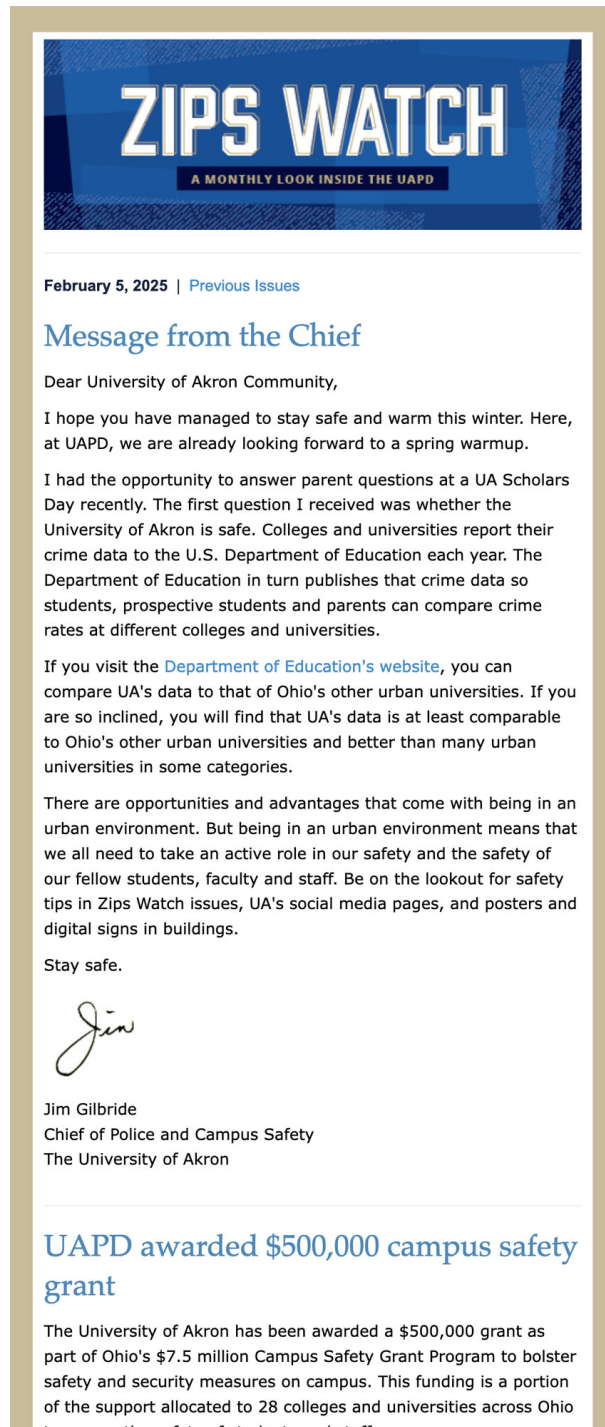 ZIPS WATCH
A MONTHLY LOOK INSIDE THE UAPD
February 5, 2025 | Previous Issues
Message from the Chief
Dear University of Akron Community,
I hope you have managed to stay safe and warm this winter. Here,
at UAPD, we are already looking forward to a spring warmup.
I had the opportunity to answer parent questions at a UA Scholars
Day recently. The first question I received was whether the
University of Akron is safe. Colleges and universities report their
crime data to the U.S. Department of Education each year. The
Department of Education in turn publishes that crime data so
students, prospective students and parents can compare crime
rates at different colleges and universities.
If you visit the Department of Education's website, you can
compare UA's data to that of Ohio's other urban universities. If you
are so inclined, you will find that UA's data is at least comparable
to Ohio's other urban universities and better than many urban
universities in some categories.
There are opportunities and advantages that come with being in an
urban environment. But being in an urban environment means that
we all need to take an active role in our safety and the safety of
our fellow students, faculty and staff. Be on the lookout for safety
tips in Zips Watch issues, UA's social media pages, and posters and
digital signs in buildings.
Stay safe.
Jim
Jim Gilbride
Chief of Police and Campus Safety
The University of Akron
UAPD awarded $500,000 campus safety
grant
The University of Akron has been awarded a $500,000 grant as
part of Ohio's $7.5 million Campus Safety Grant Program to bolster
safety and security measures on campus. This funding is a portion
of the support allocated to 28 colleges and universities across Ohio